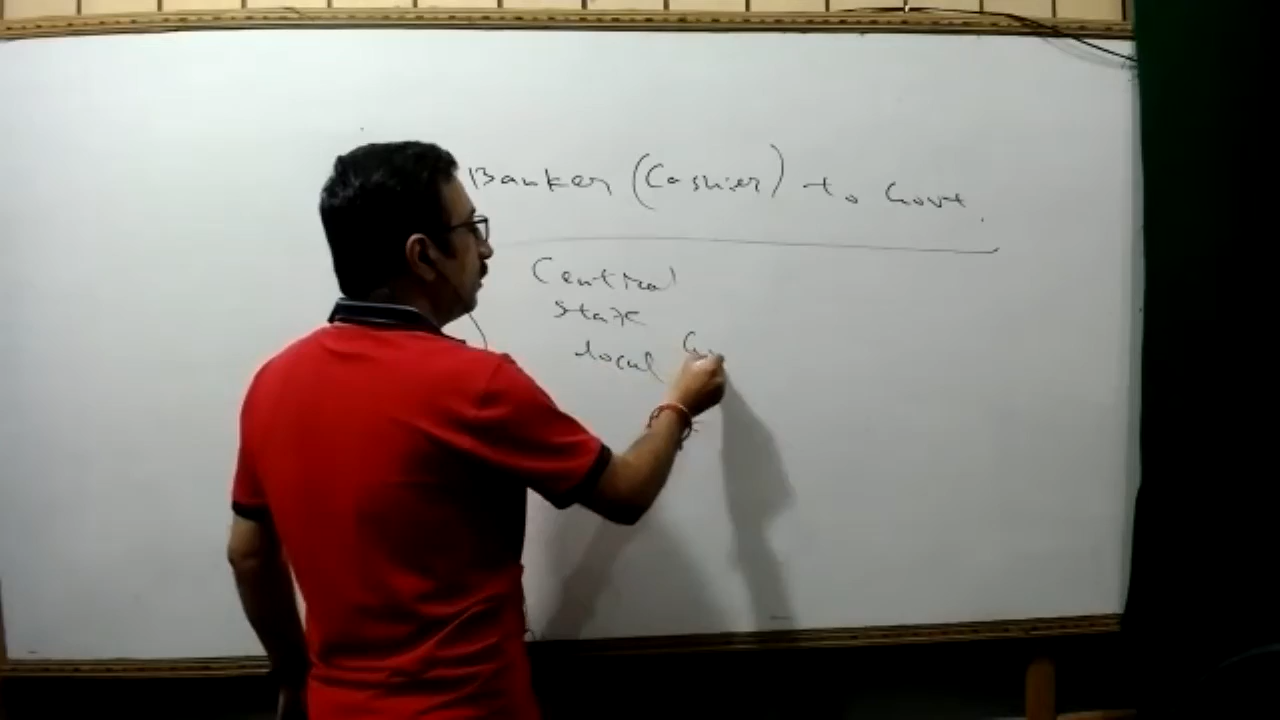 Banker (Cashier) to Govt.
Central
State
local